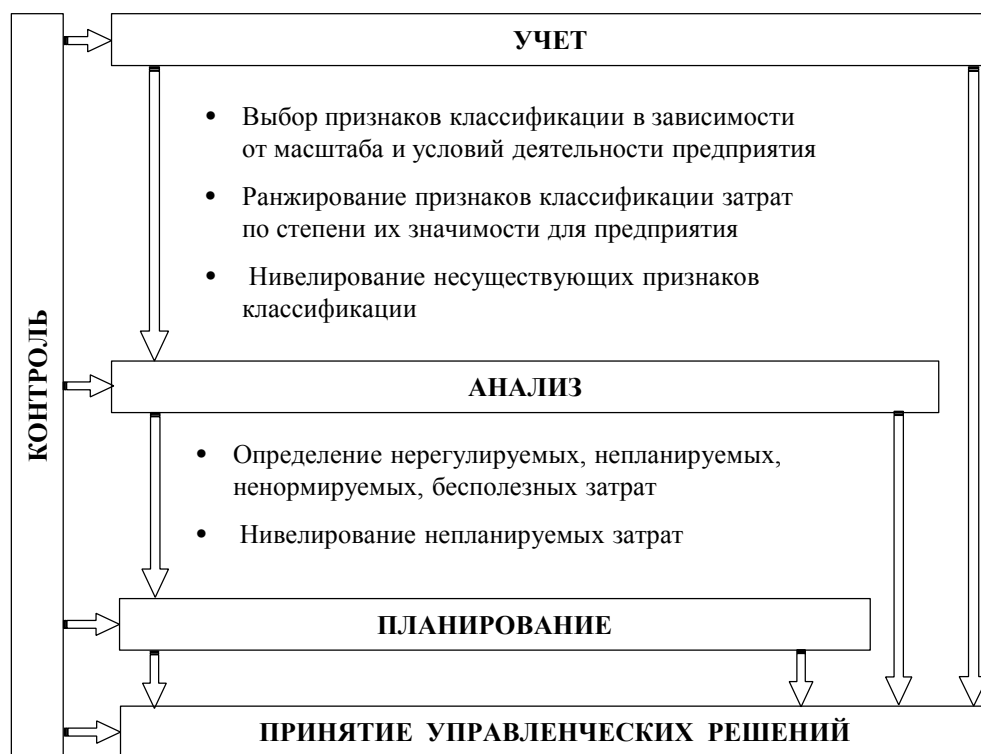 КОНТРОЛЬ
УЧЕТ
• Выбор признаков классификации в зависимости
от масштаба и условий деятельности предприятия
• Ранжирование признаков классификации затрат
по степени их значимости для предприятия
• Нивелирование несуществующих признаков
классификации
АНАЛИЗ
• Определение нерегулируемых, непланируемых,
ненормируемых, бесполезных затрат
• Нивелирование непланируемых затрат
ПЛАНИРОВАНИЕ
ПРИНЯТИЕ УПРАВЛЕНЧЕСКИХ РЕШЕНИЙ